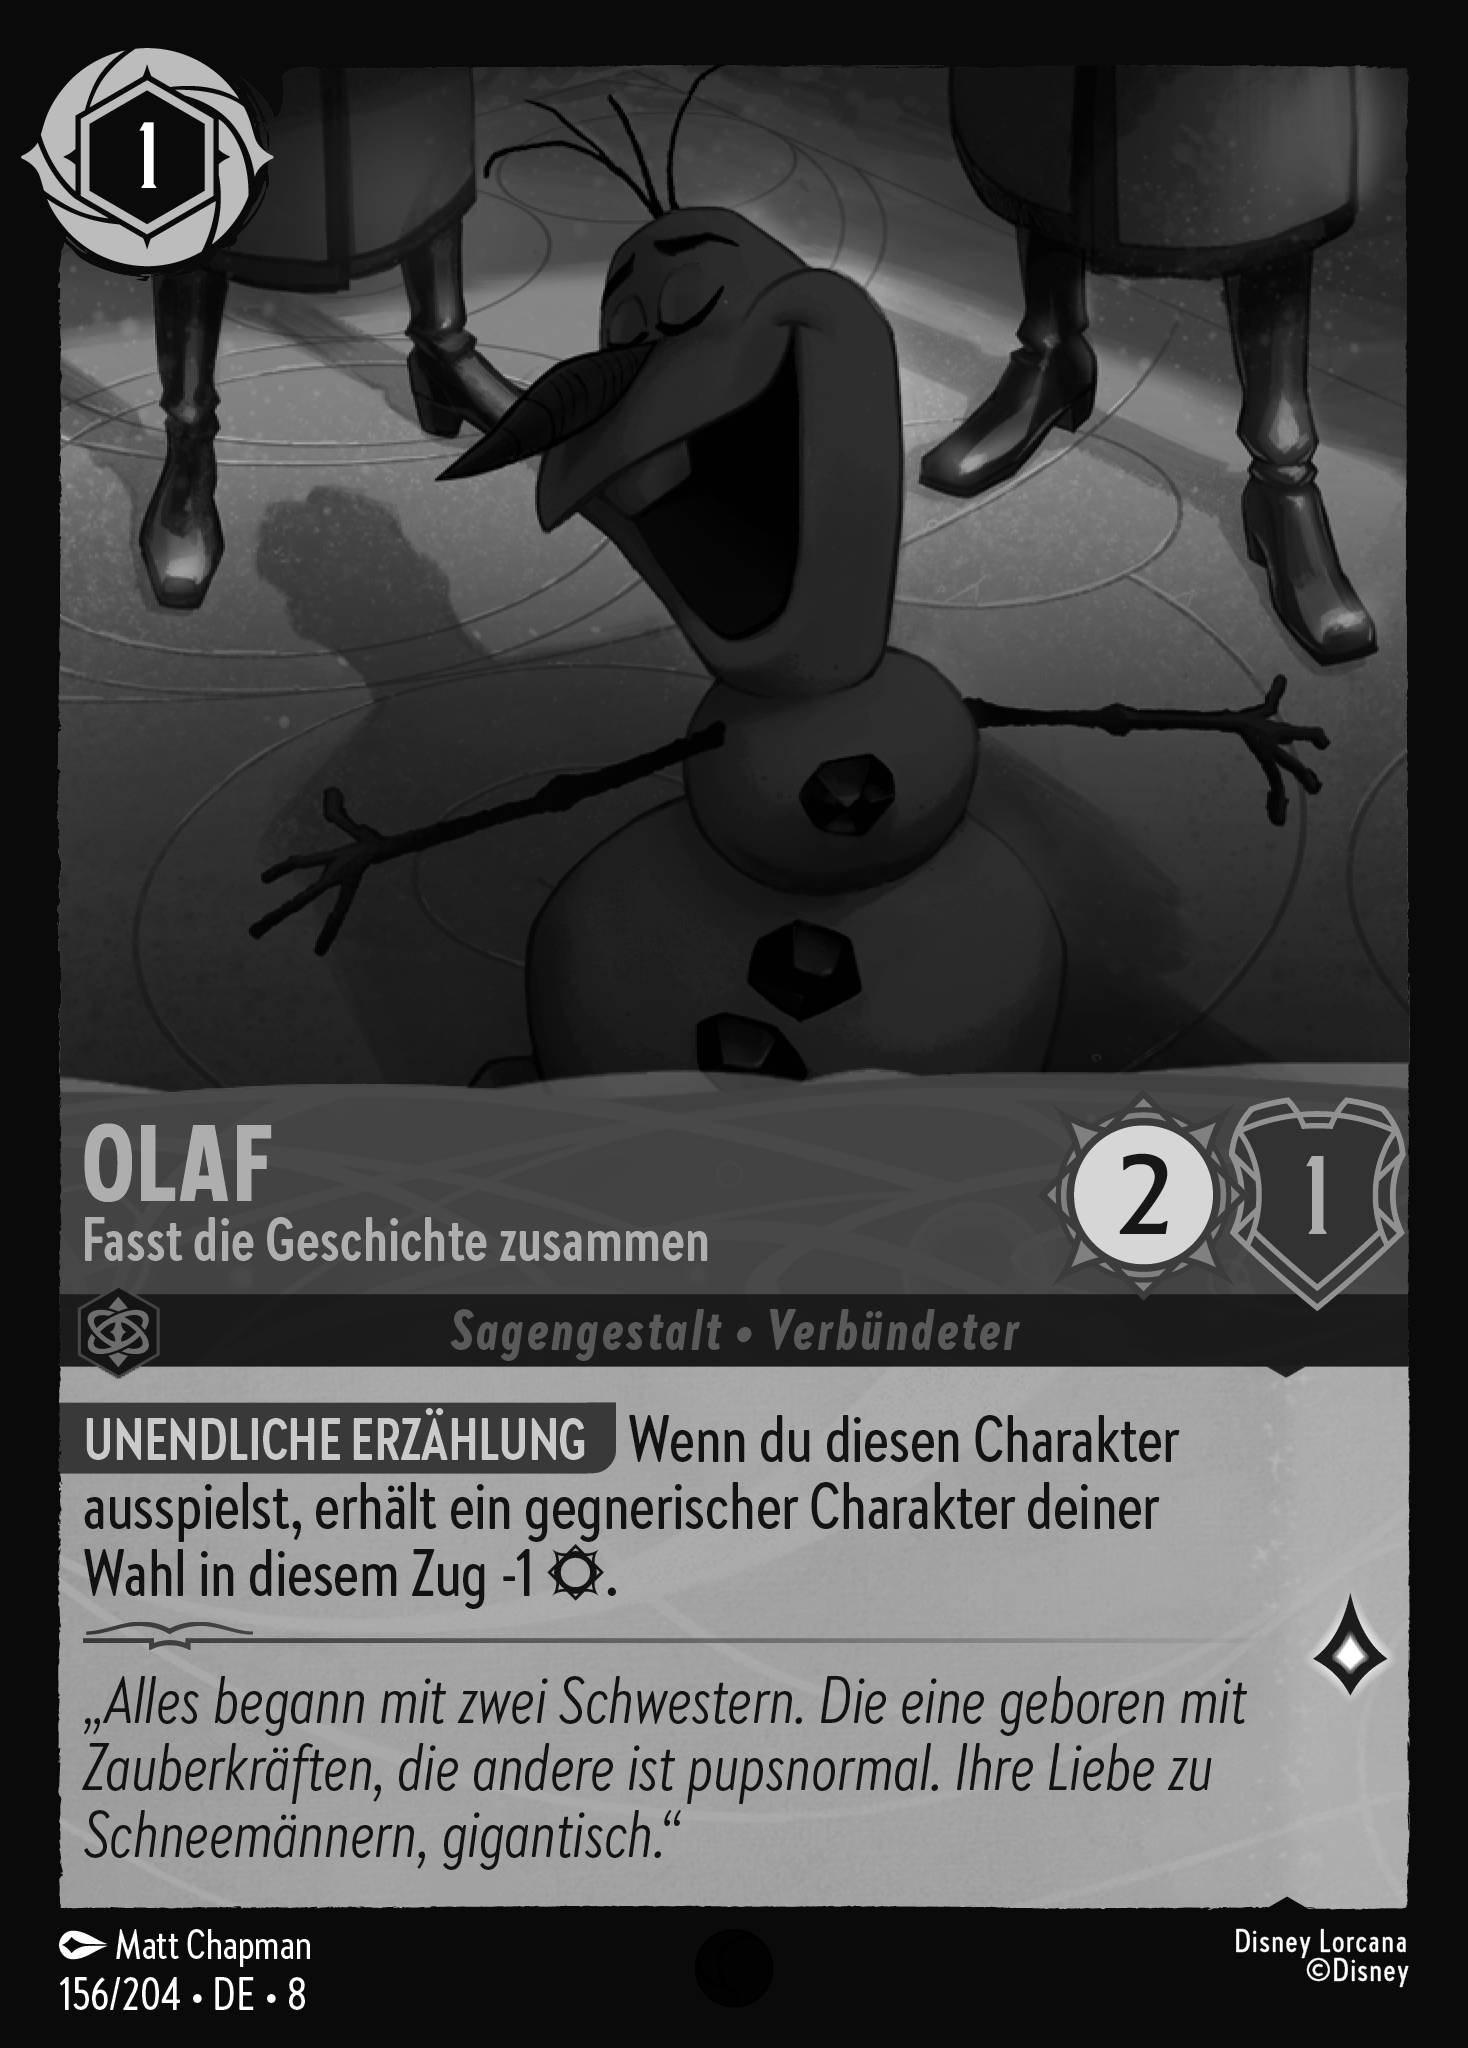 1
OLAF
Fasst die Geschichte zusammen
2
1
Sagengestalt • Verbündeter
UNENDLICHE ERZÄHLUNG Wenn du diesen Charakter
ausspielst, erhält ein gegnerischer Charakter deiner
Wahl in diesem Zug -1 .
„Alles begann mit zwei Schwestern. Die eine geboren mit
Zauberkräften, die andere ist pupsnormal. Ihre Liebe zu
Schneemännern, gigantisch.“
Matt Chapman
156/204 • DE • 8
Disney Lorcana
©Disney